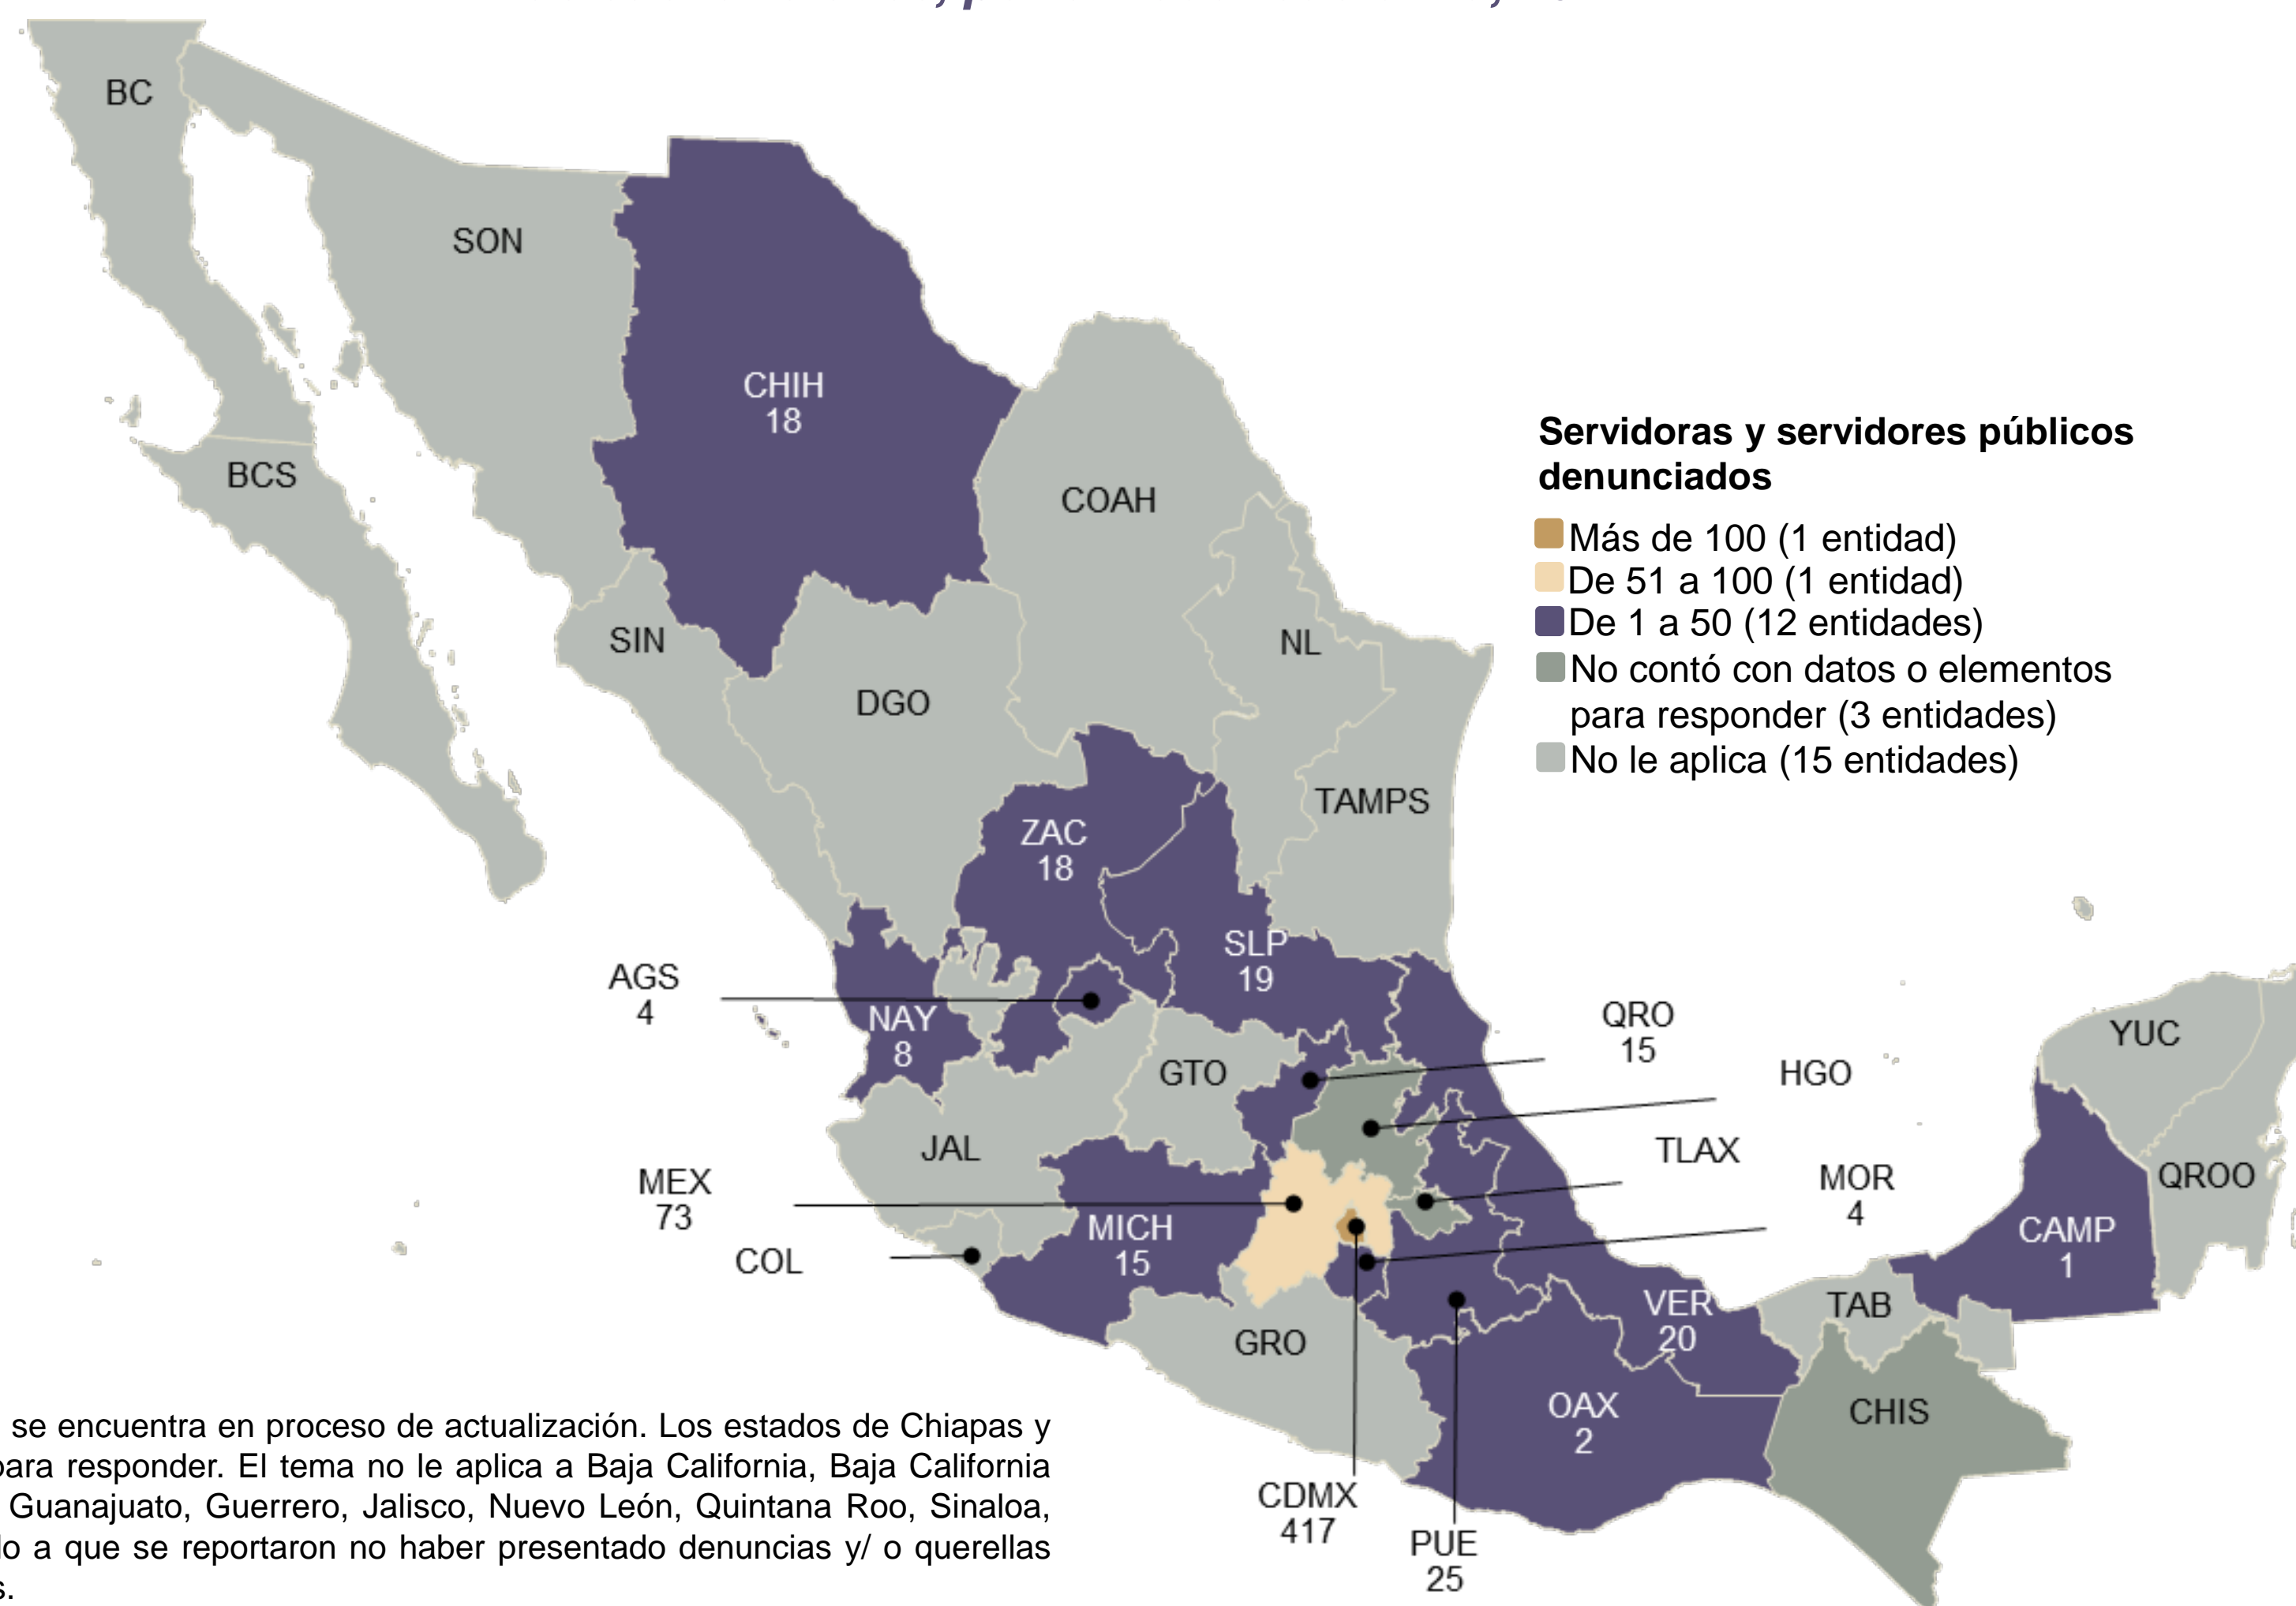 BC
SON
CHIH
18
COAH
BCS
SIN
NL
DGO
TAMPS
Servidoras y servidores públicos
denunciados
Más de 100 (1 entidad)
De 51 a 100 (1 entidad)
De 1 a 50 (12 entidades)
No contó con datos o elementos
para responder (3 entidades)
No le aplica (15 entidades)
ZAC
18
SLP
19
AGS
4
NAY
8
QRO
15
HGO
GTO
YUC
JAL
TLAX
MEX
73
MOR
4
QROO
MICH
15
CAMP
1
COL
VER
20
TAB
GRO
OAX
2
CHIS
CDMX
417
PUE
25
se encuentra en proceso de actualización. Los estados de Chiapas y
para responder. El tema no le aplica a Baja California, Baja California
Guanajuato, Guerrero, Jalisco, Nuevo León, Quintana Roo, Sinaloa,
a que se reportaron no haber presentado denuncias y/ o querellas